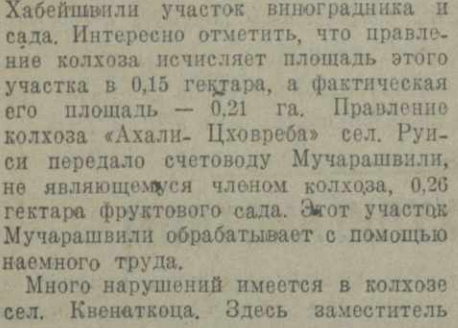 Хабейшвили участок виноградника и
сада. Интересно отметить, что правле-
ние колхоза исчисляет площадь этого
участка в 0,15 гектара, а фактическая
его площадь — 0,21 га. Правление
колхоза «Ахали- Цховреба» сел. Руи-
си передало счетоводу Мучарашвили,
не являющемуся членом колхоза, 0,26
гектара фруктового сада. Этот участок
Мучарашвили обрабатывает с помощью
наемного труда.
Много нарушений имеется в колхозе
сел. Квенаткоца. Здесь заместитель